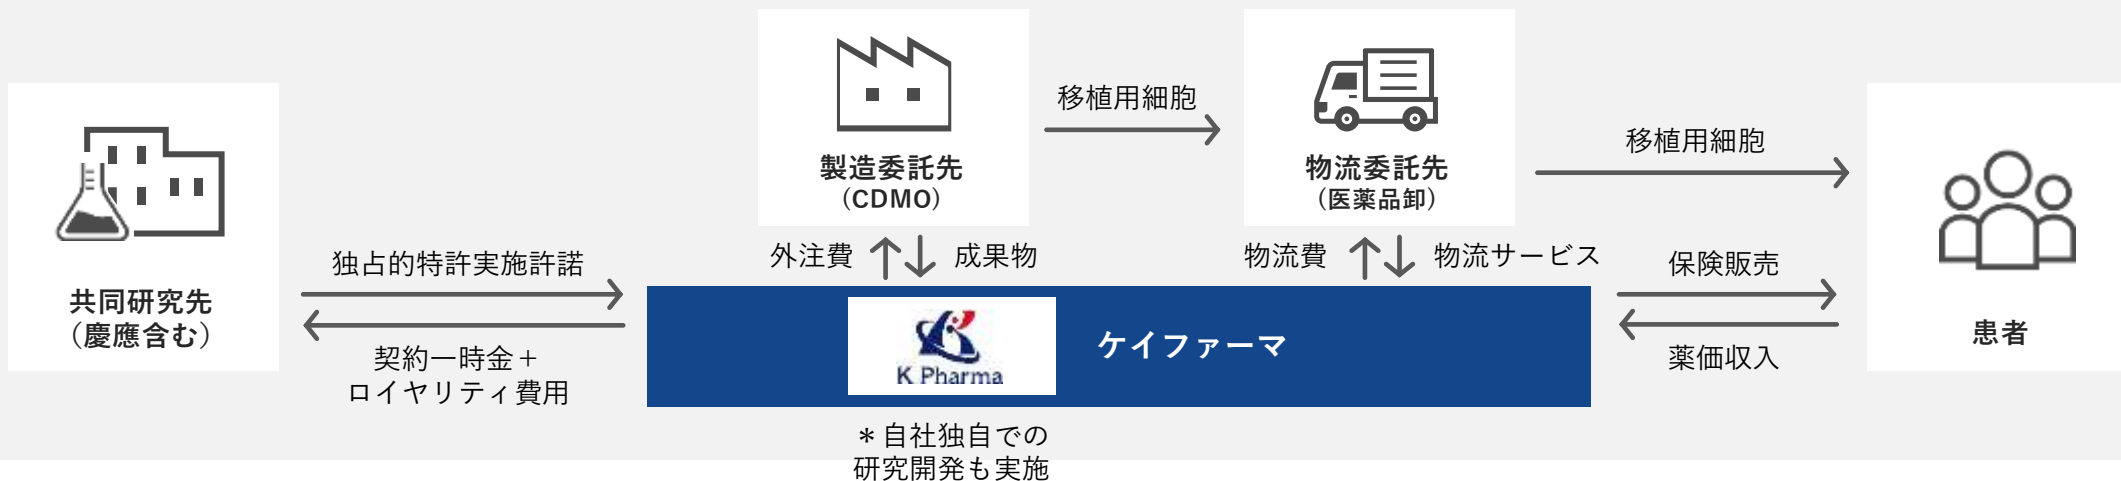 共同研究先
（慶應含む）
独占的特許実施許諾
契約一時金＋
ロイヤリティ費用
製造委託先
（CDMO）
移植用細胞
物流委託先
（医薬品卸）
移植用細胞
外注費
成果物
物流費
物流サービス
K Pharma
ケイファーマ
＊自社独自での
研究開発も実施
保険販売
薬価収入
患者